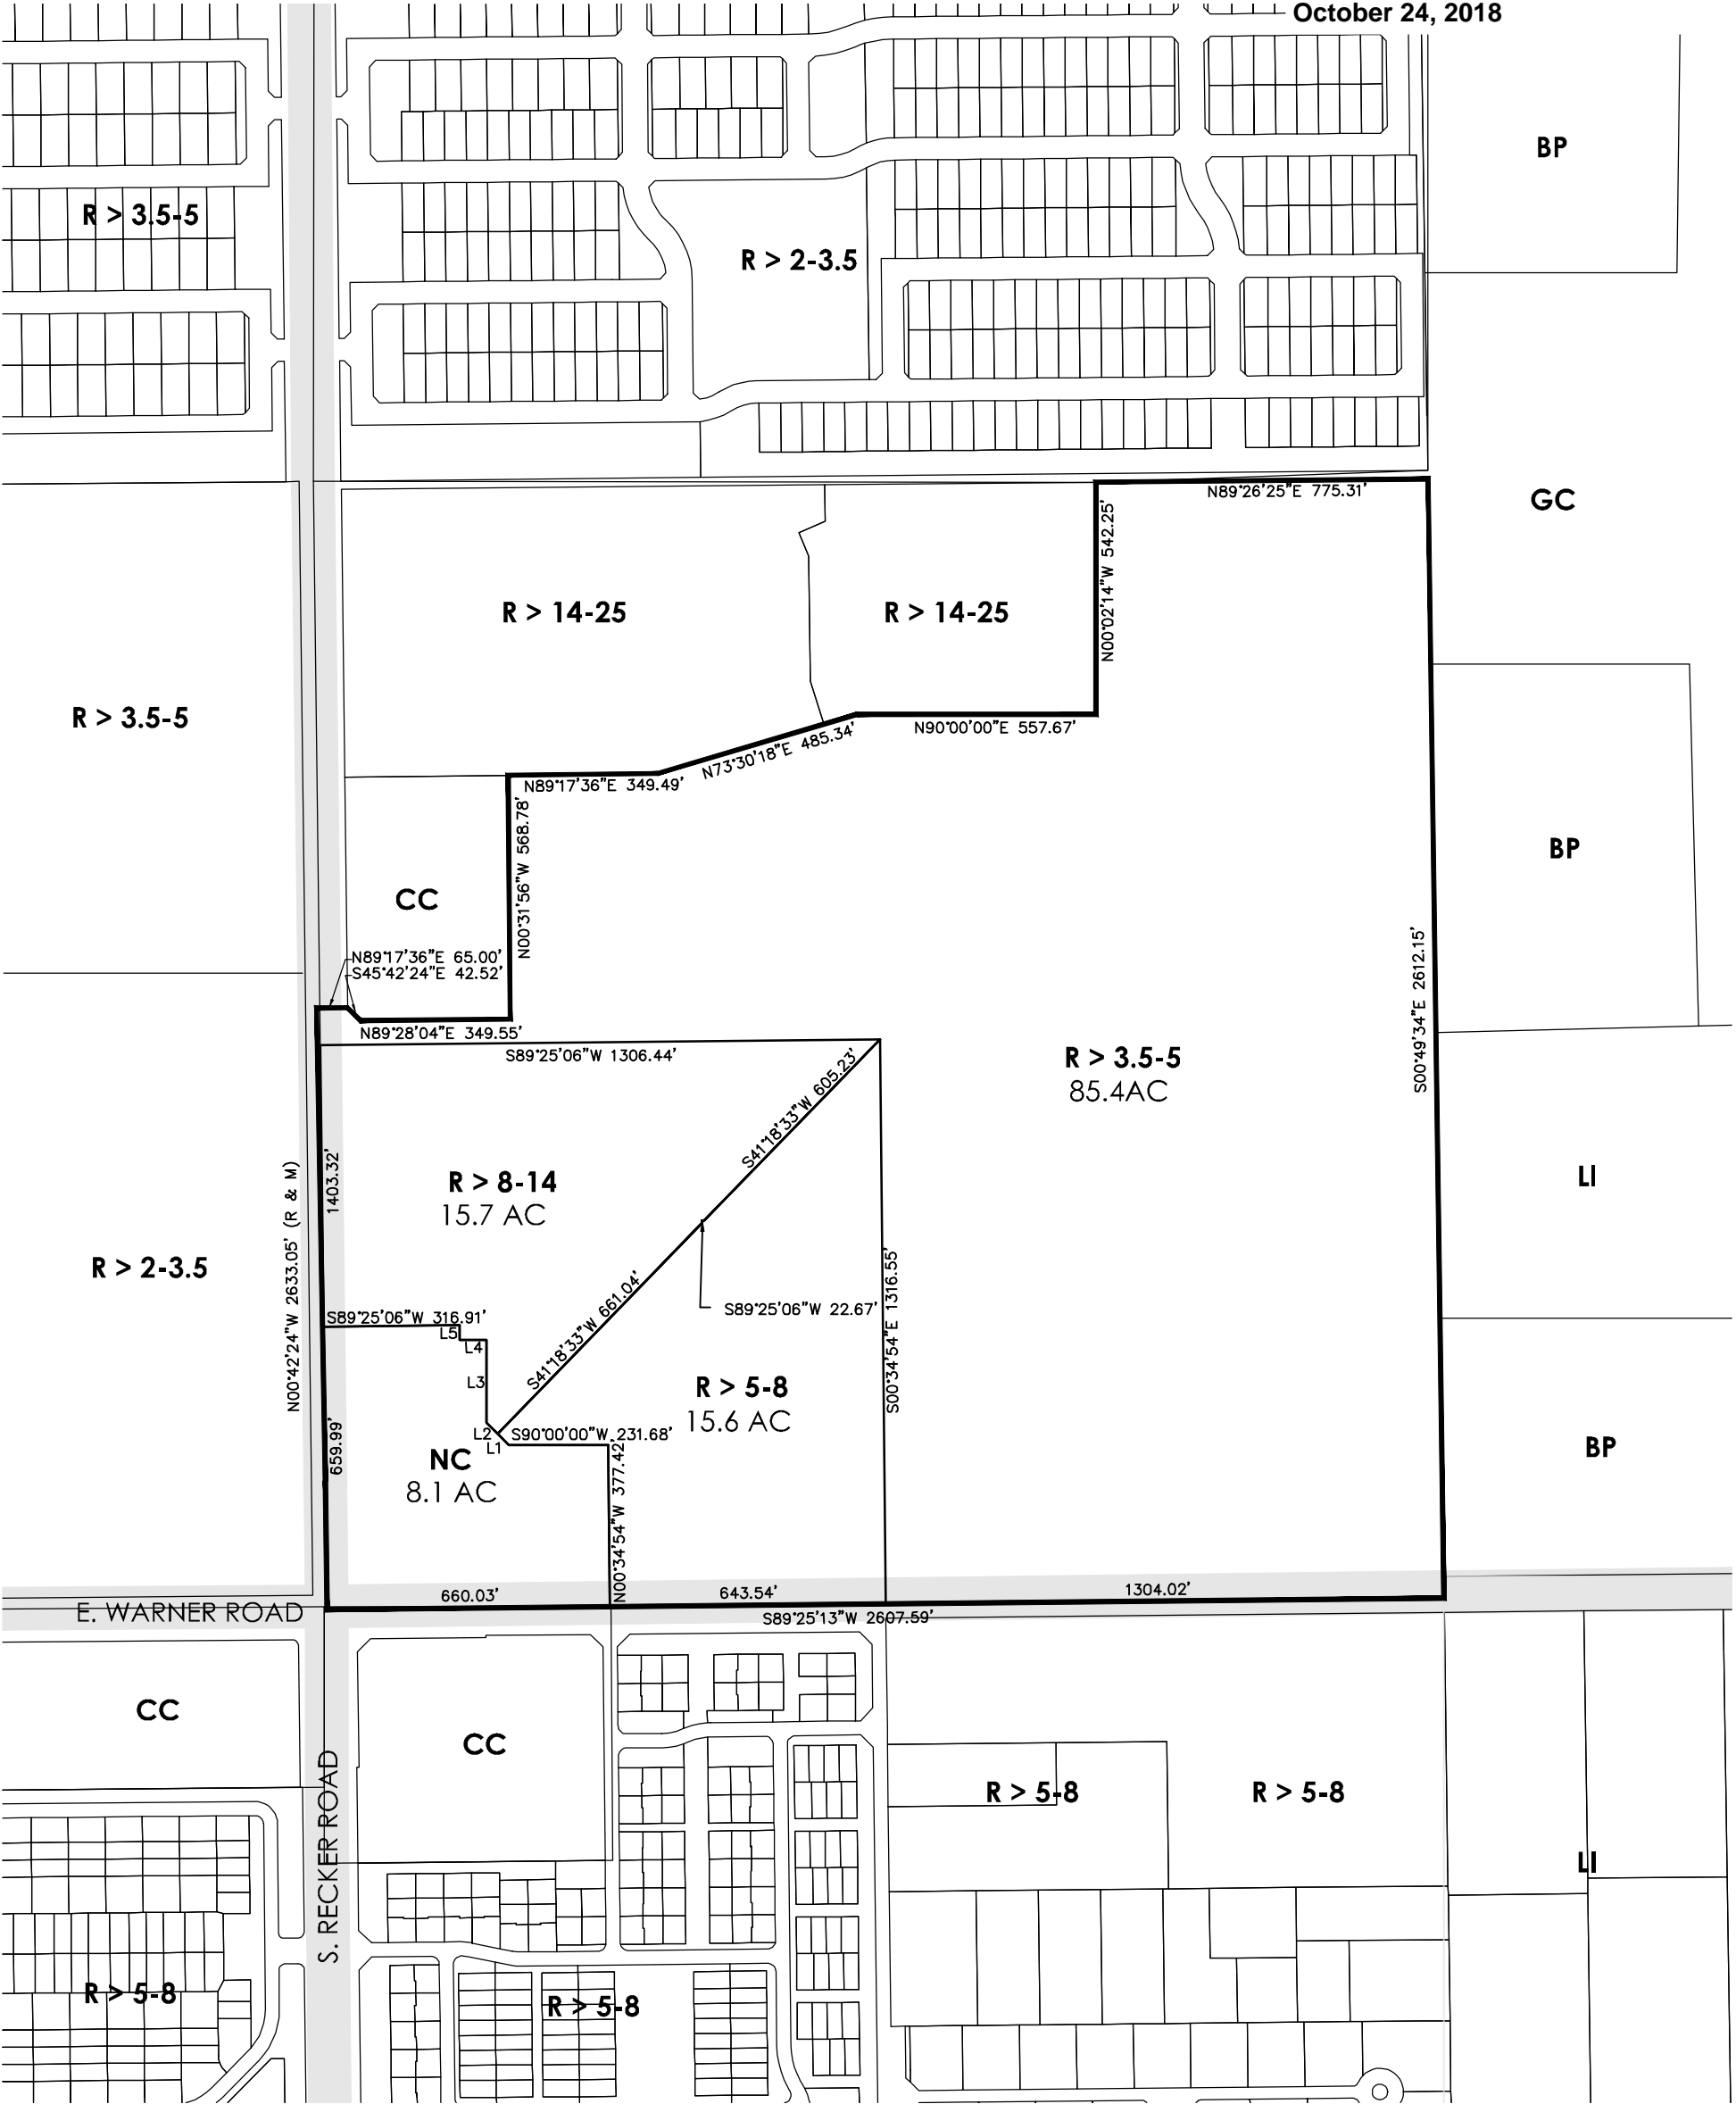 October 24, 2018
BP
R > 3.5-5
R > 2-3.5
N89°26'25"E 775.31'
GC
N00°02'14"W 542.25'
R > 14-25
R > 14-25
R > 3.5-5
N90°00'00"E 557.67'
N73°30'18"E 485.34'
N89°17'36"E 349.49'
N00°31'56"W 568.78'
BP
CC
N89°17'36"E 65.00'
S45°42'24"E 42.52'
N89°28'04"E 349.55'
S89°25'06"W 1306.44'
S00°49'34"E 2612.15'
R > 3.5-5
85.4AC
S41°18'33"W 605.23'
1403.32'
R > 8-14
15.7 AC
LI
N00°42'24"W 2633.05' (R & M)
R > 2-3.5
S41°18'33"W 661.04'
S89°25'06"W 22.67'
S00°34'54"E 1316.55'
S89°25'06"W 316.91'
L5
L4
L3
R > 5-8
15.6 AC
L2
S90°00'00"W 231.68'
L1
659.99'
NC
8.1 AC
BP
N00°34'54"W 377.42'
660.03'
643.54'
1304.02'
E. WARNER ROAD
S89°25'13"W 2607.59'
CC
CC
S. RECKER ROAD
R > 5-8
R > 5-8
LI
R > 5-8
R > 5-8